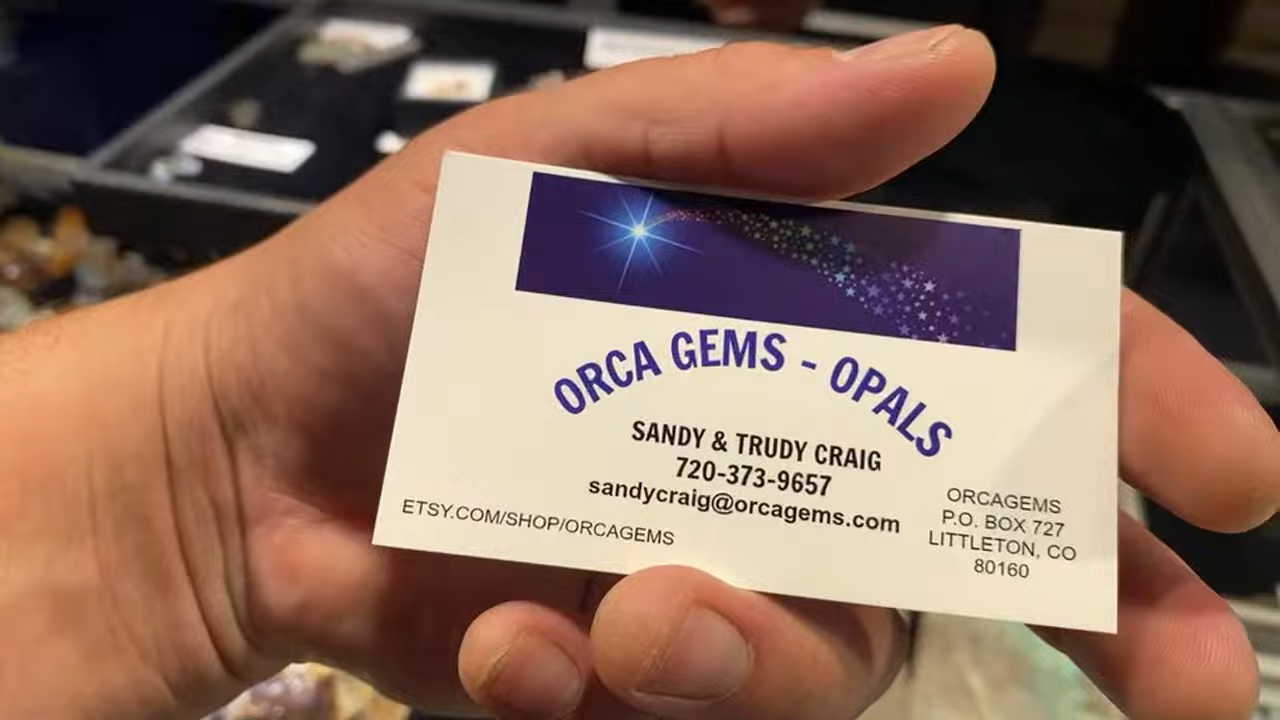 ORCA GEMS - OPALS
SANDY & TRUDY CRAIG
720-373-9657
sandycraig@orcagems.com
ETSY.COM/SHOP/ORCAGEMS
ORCAGEMS
P.O. BOX 727
LITTLETON, CO
80160